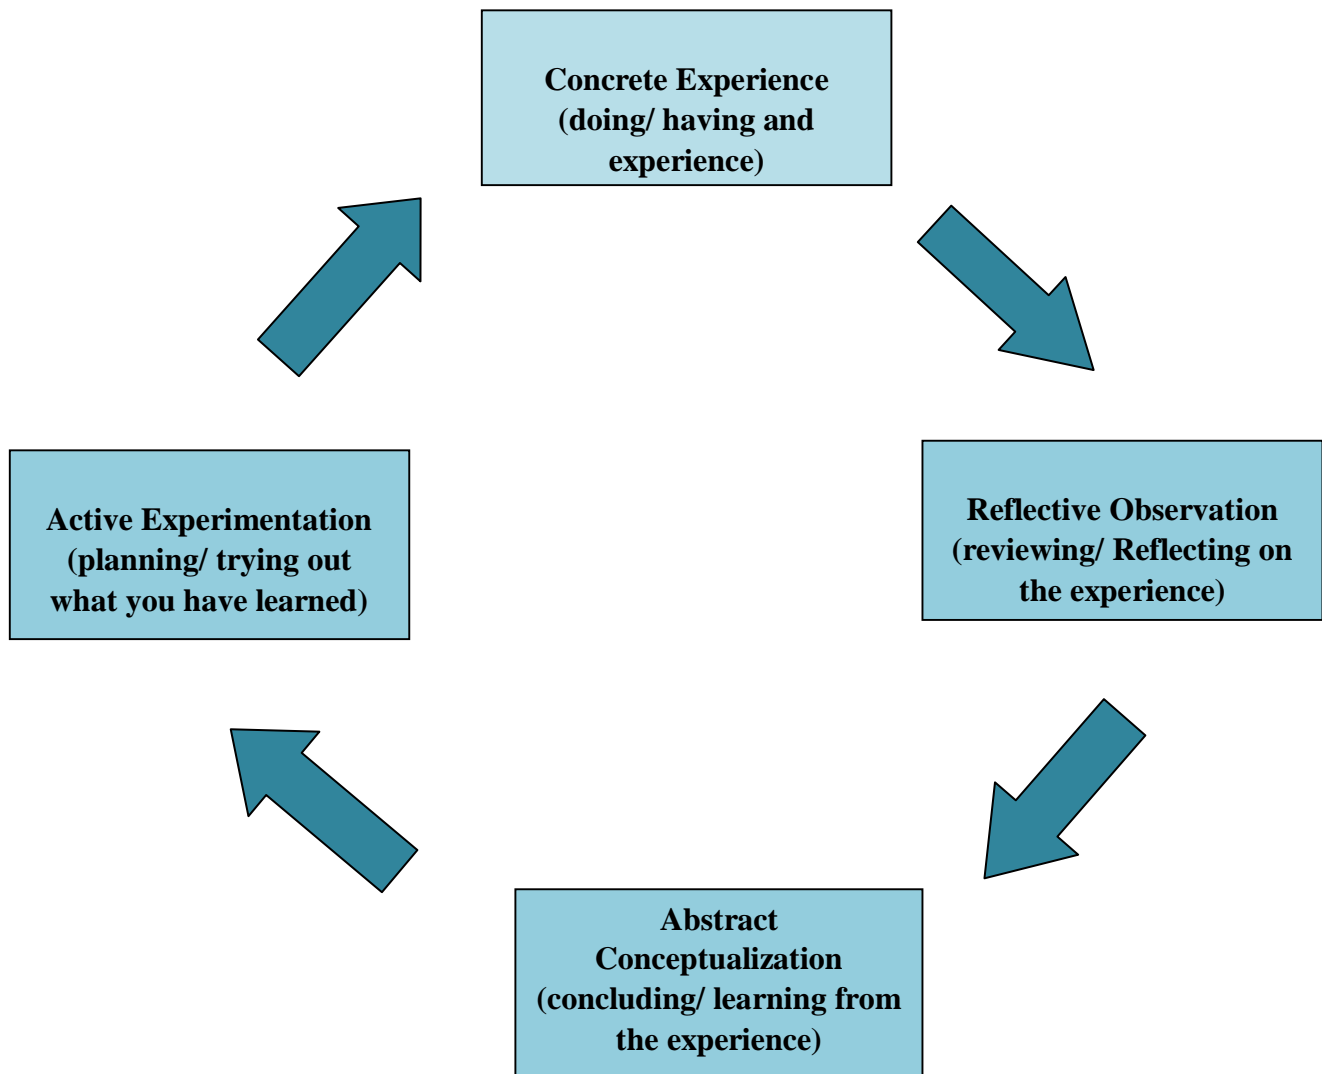 Concrete Experience
(doing/ having and
experience)
Active Experimentation
(planning/ trying out
what you have learned)
Reflective Observation
(reviewing/ Reflecting on
the experience)
Abstract
Conceptualization
(concluding/ learning from
the experience)